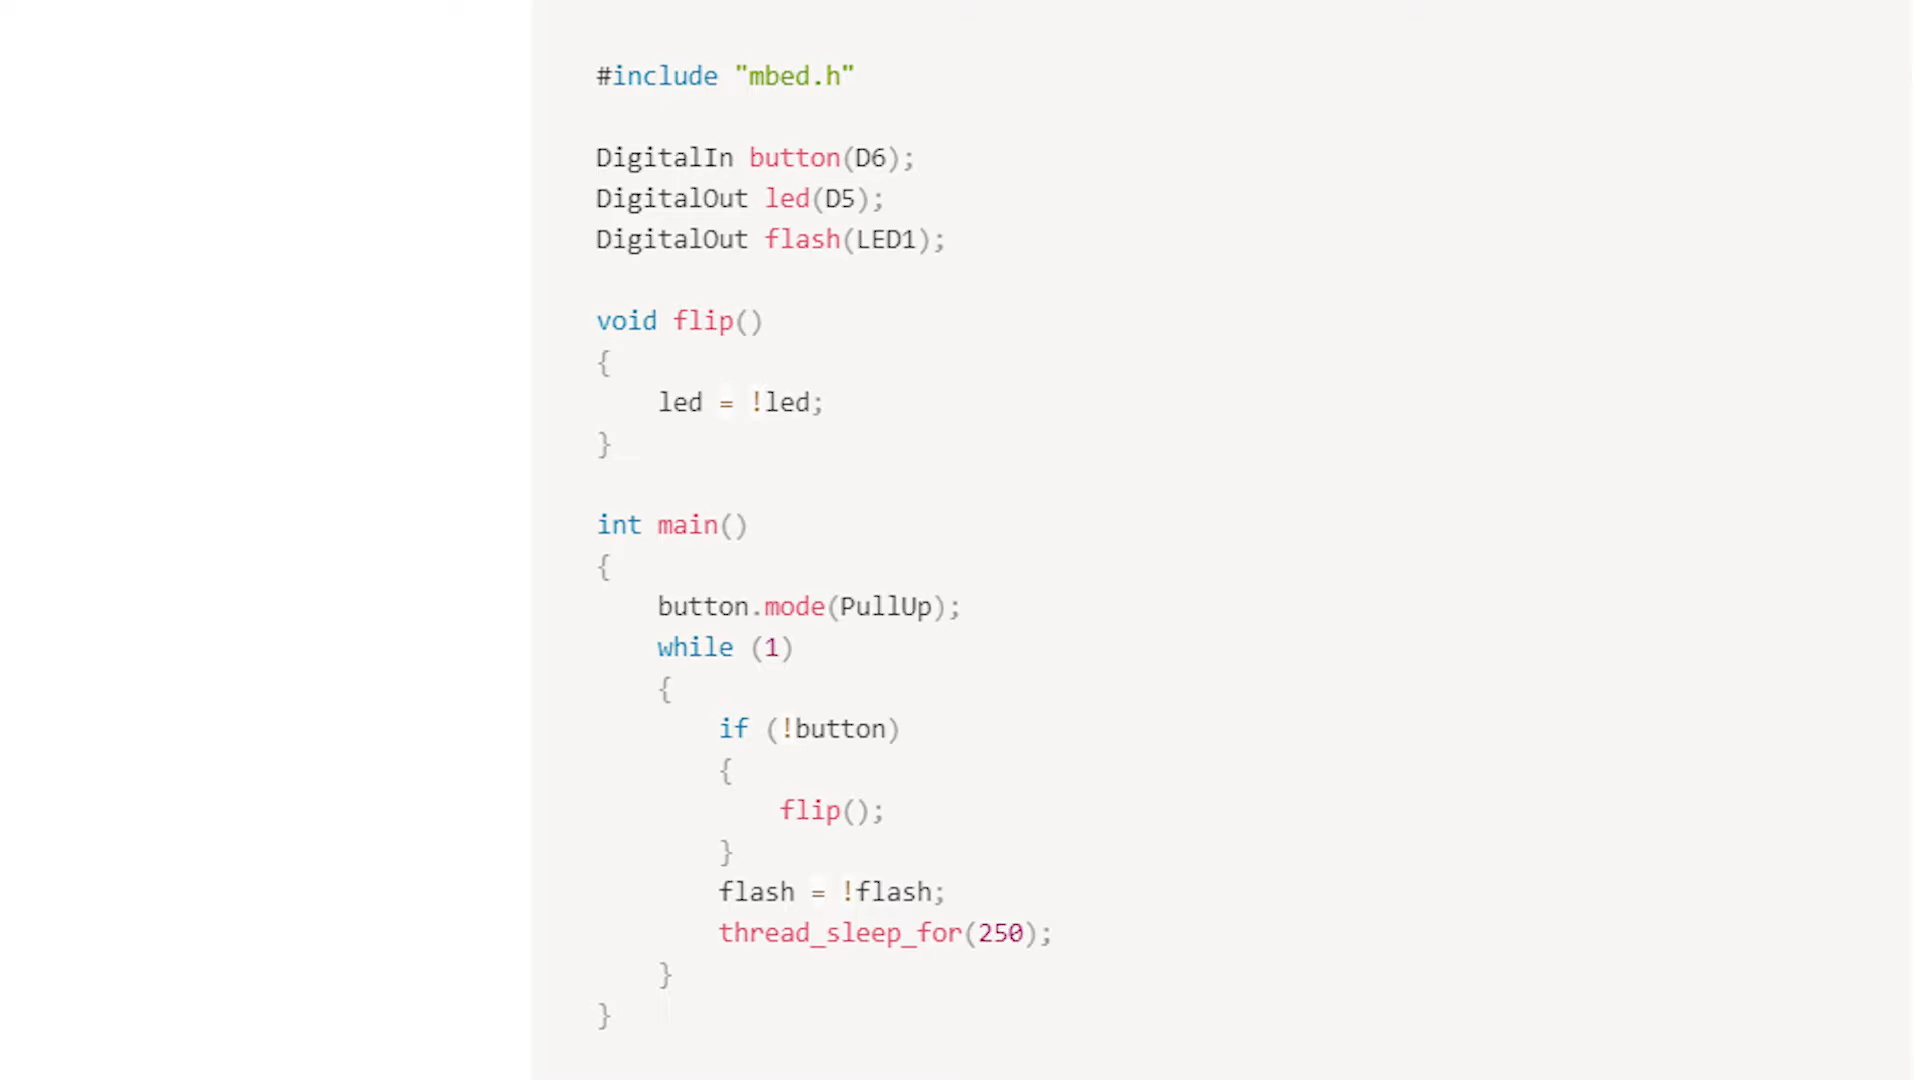 #include "mbed.h"
DigitalIn button(D6);
DigitalOut led(D5);
DigitalOut flash(LED1);
void flip()
{
    led = !led;
}
int main()
{
    button.mode(PullUp);
    while (1)
    {
        if (!button)
        {
            flip();
        }
        flash = !flash;
        thread_sleep_for(250);
    }
}